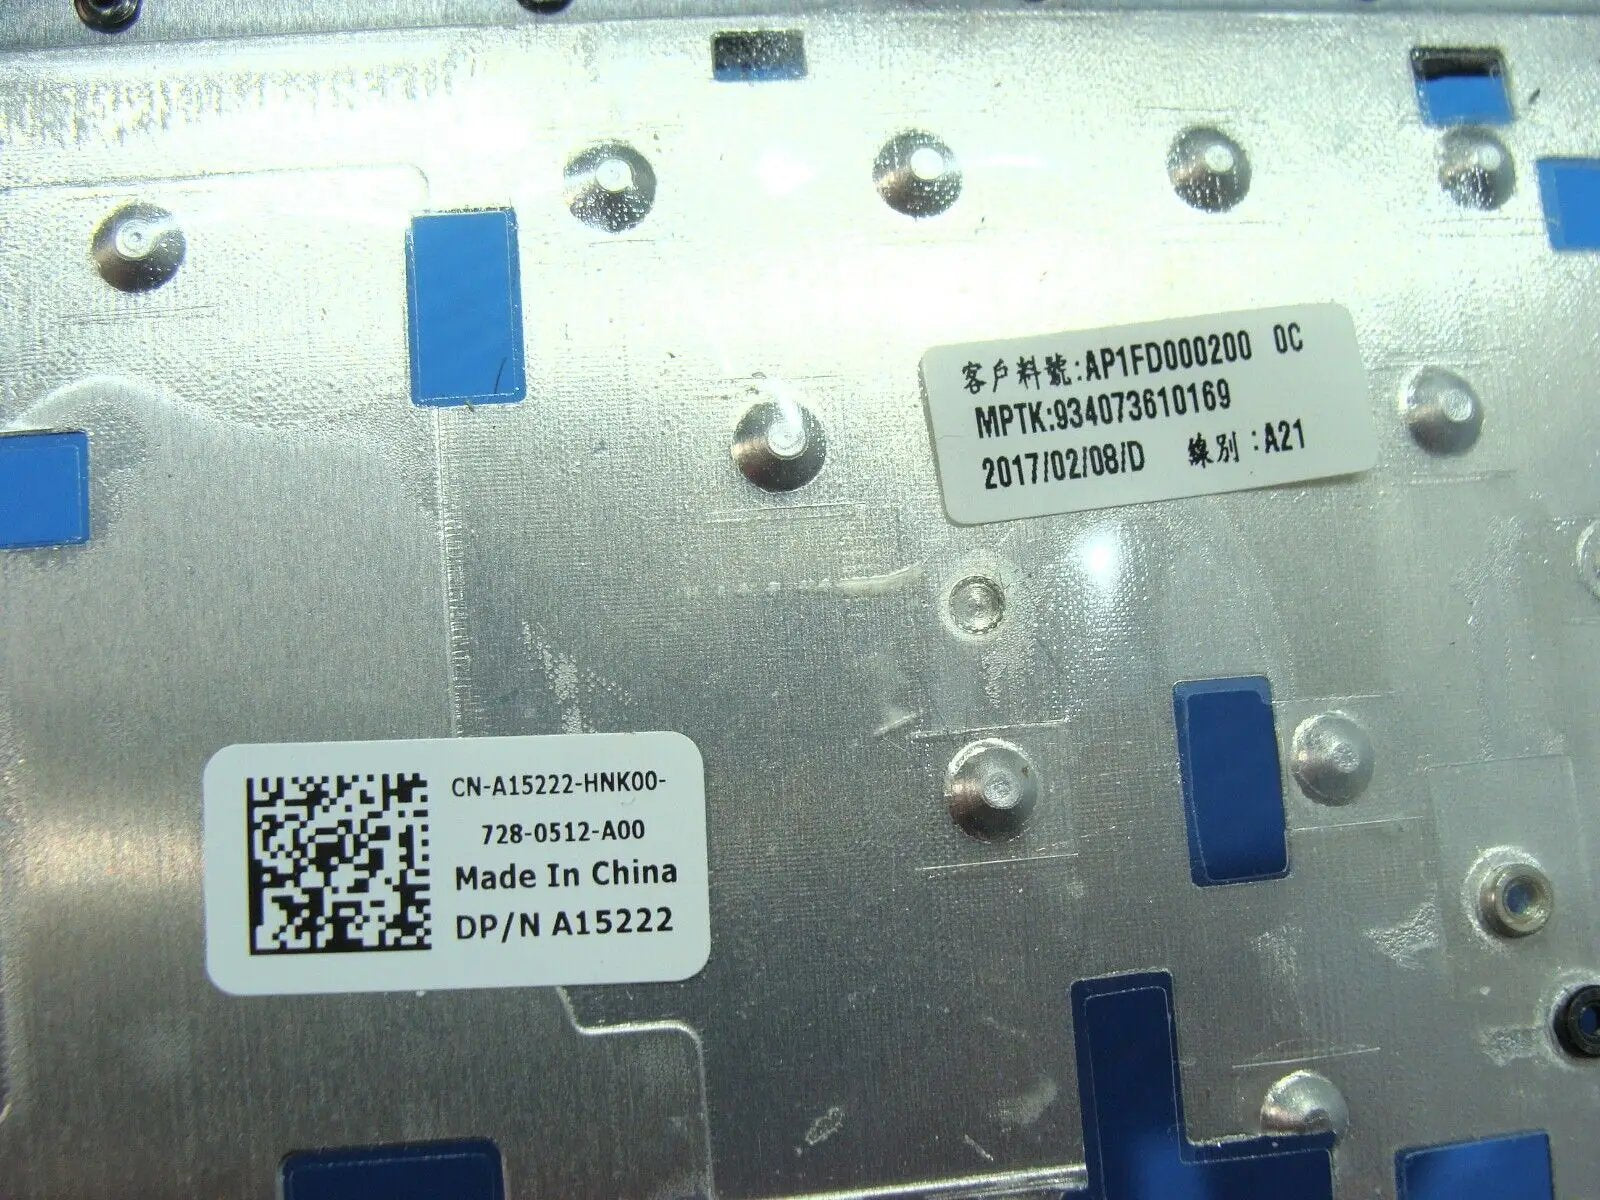 客戶料號:AP1FD000200 0C
MPTK:934073610169
2017/02/08/D 線別:A21
CN-A15222-HNK00-
728-0512-A00
Made In China
DP/N A15222